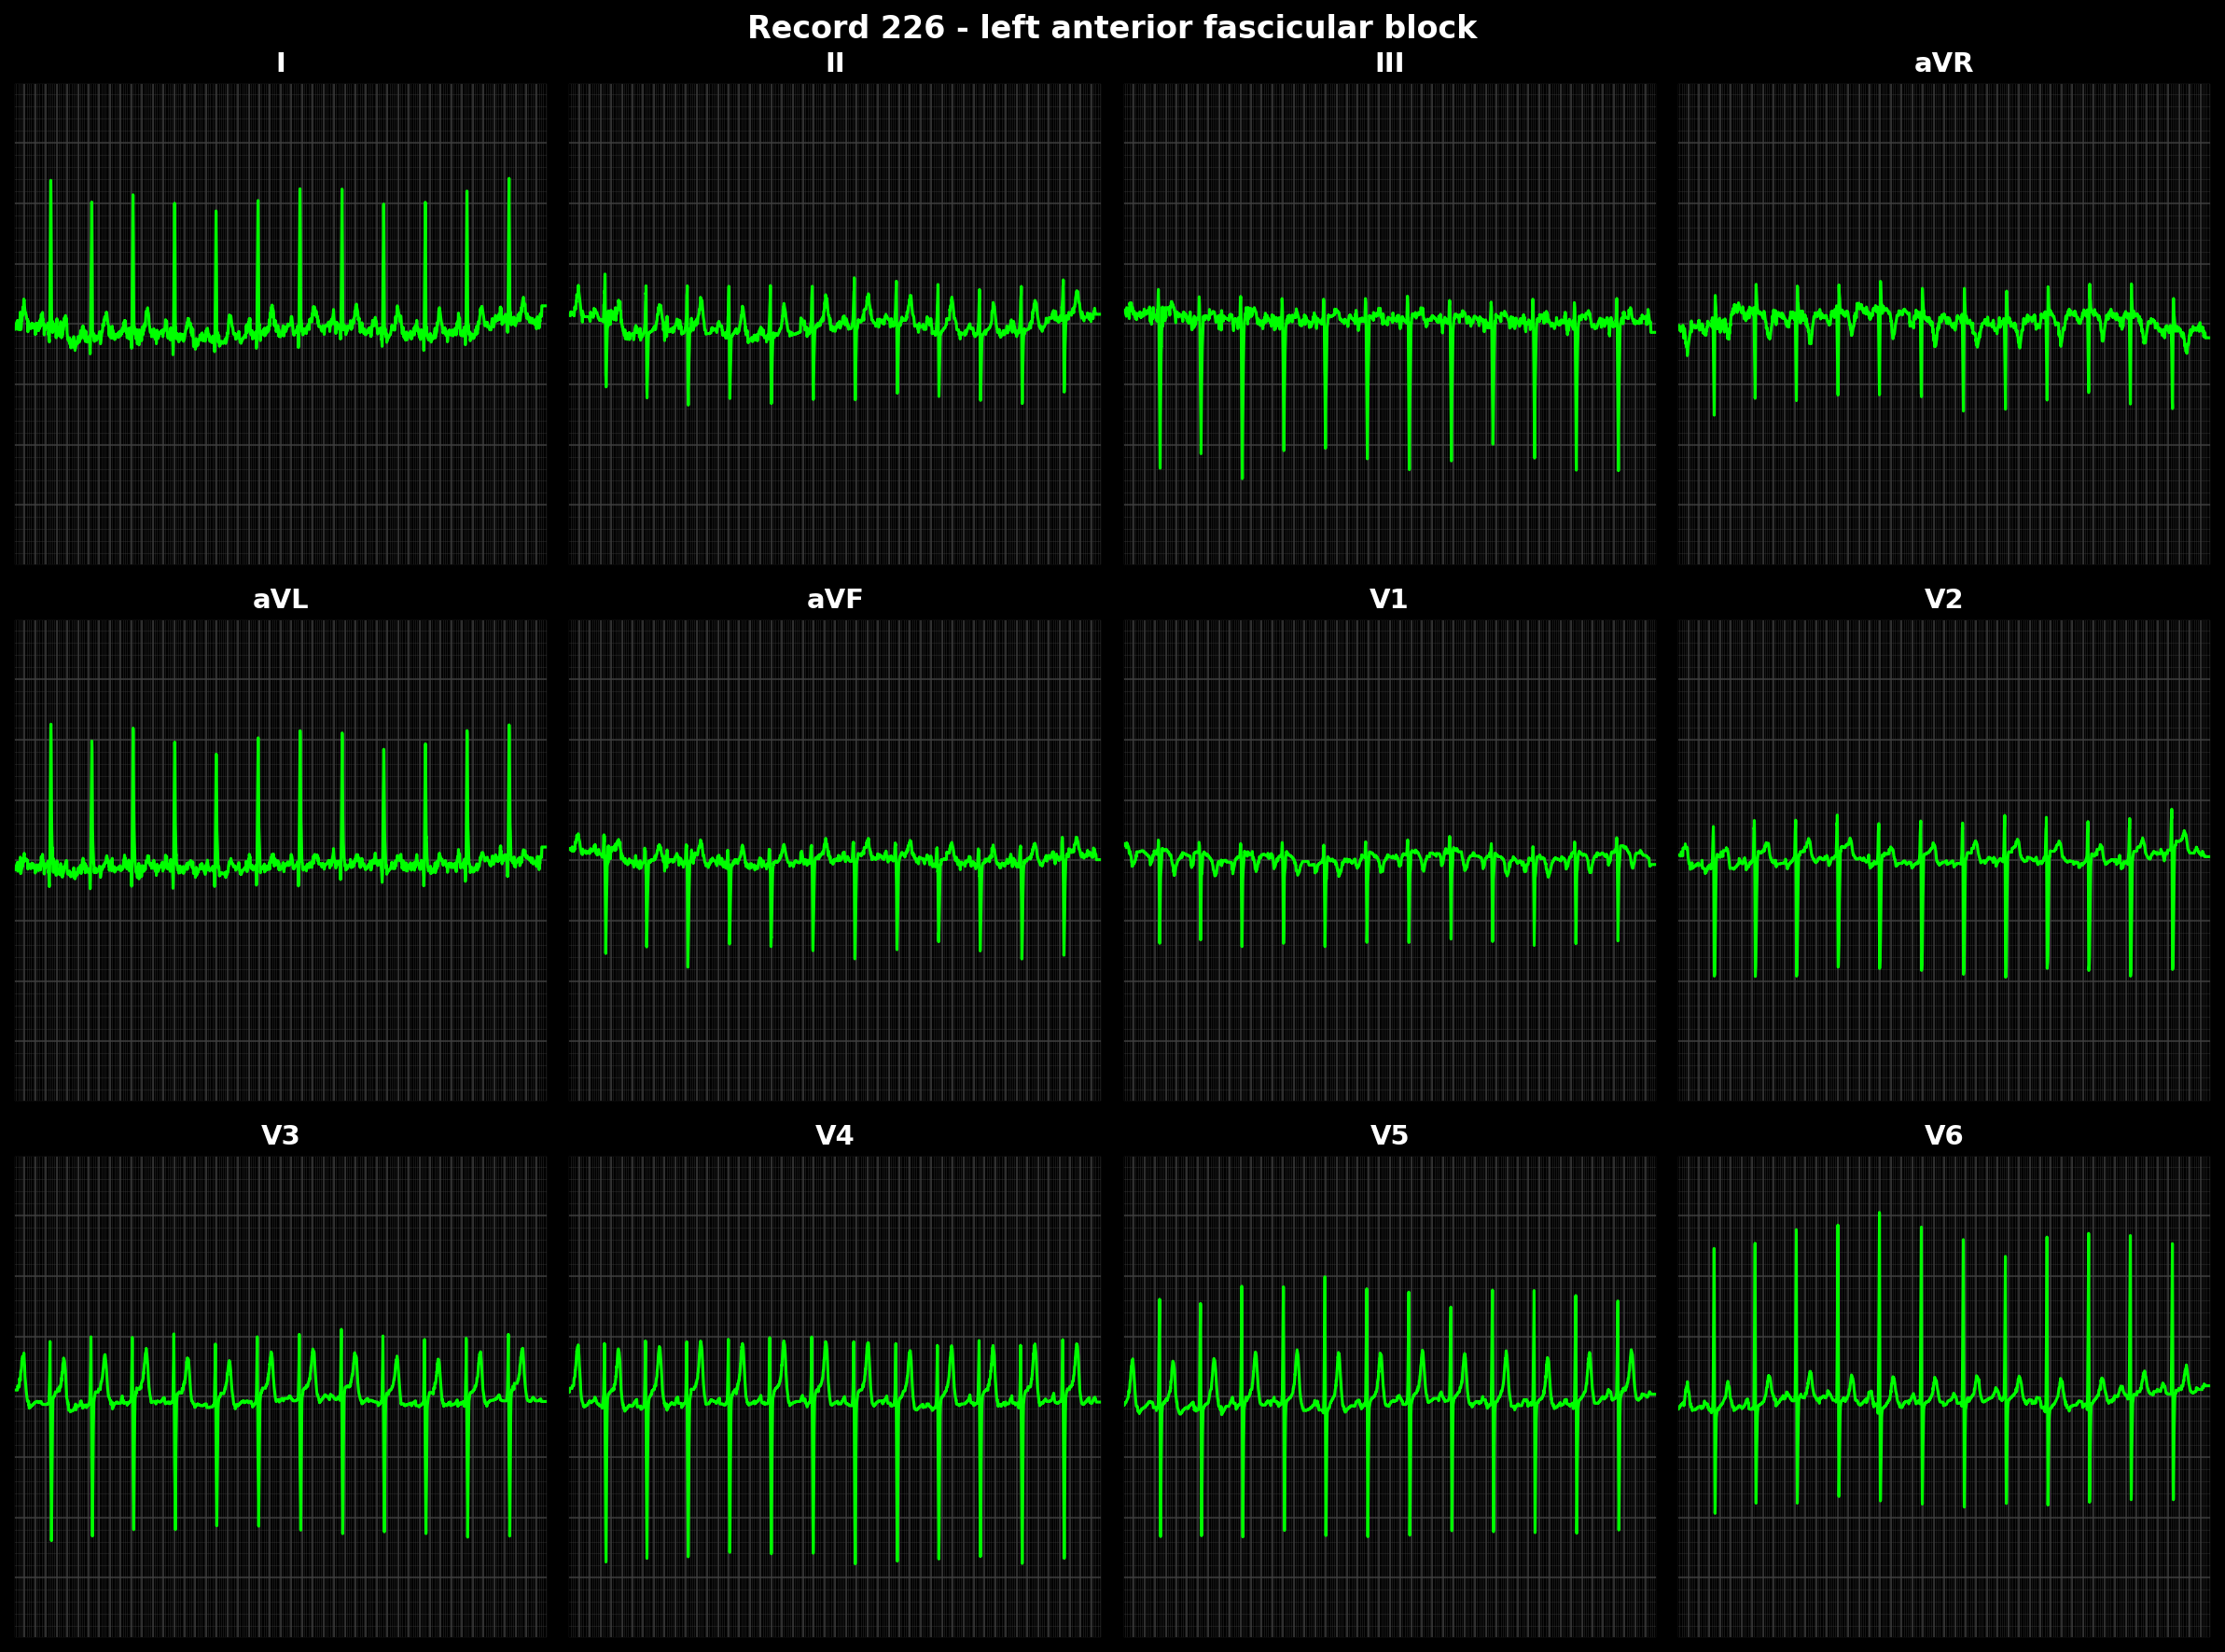 Record 226 - left anterior fascicular block
I
II
III
aVR
aVL
aVF
V1
V2
V3
V4
V5
V6